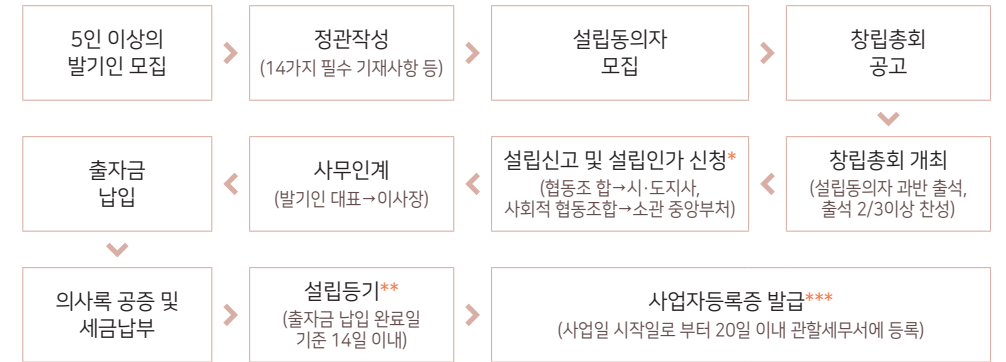 5인 이상의
발기인 모집
정관작성
(14가지 필수 기재사항 등)
설립동의자
모집
창립총회
공고
창립총회 개최
(설립동의자 과반 출석,
출석 2/3이상 찬성)
설립신고 및 설립인가 신청*
(협동조 합→시·도지사,
사회적 협동조합→소관 중앙부처)
사무인계
(발기인 대표→이사장)
출자금
납입
의사록 공증 및
세금납부
설립등기**
(출자금 납입 완료일
기준 14일 이내)
사업자등록증 발급***
(사업일 시작일로 부터 20일 이내 관할세무서에 등록)